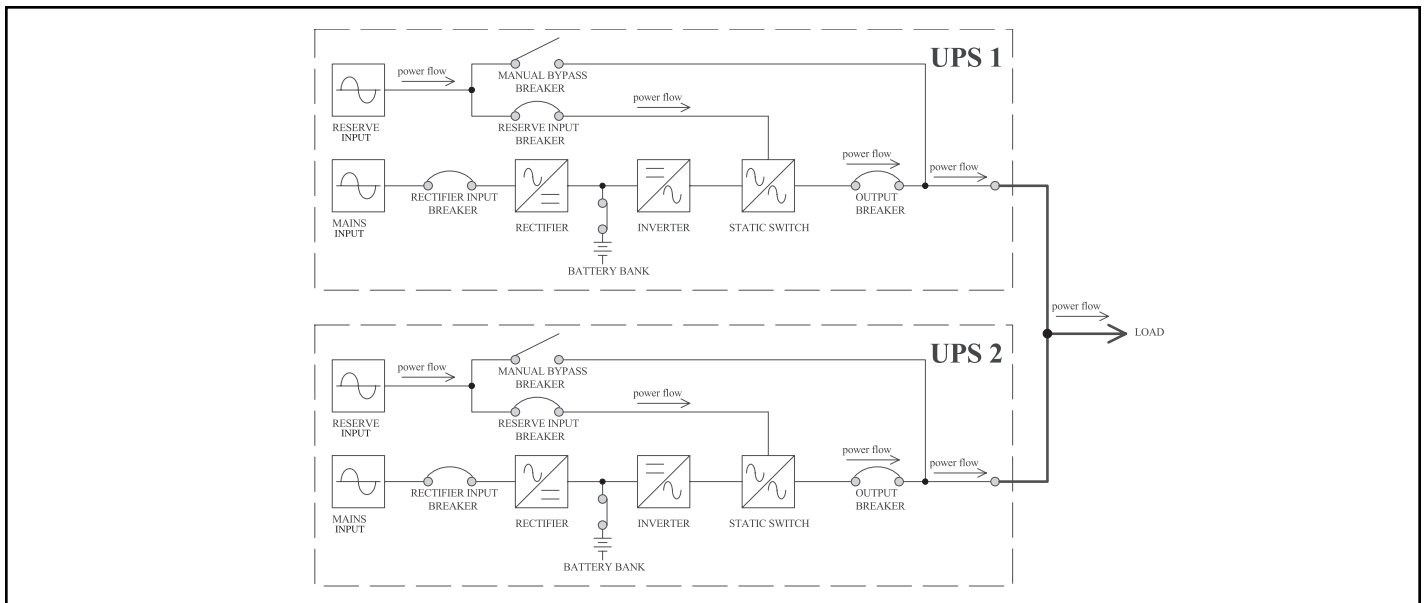 UPS 1
power flow
MANUAL BYPASS
BREAKER
power flow
RESERVE
INPUT
RESERVE INPUT
BREAKER
power flow
power flow
RECTIFIER INPUT
BREAKER
OUTPUT
BREAKER
MAINS
INPUT
RECTIFIER
INVERTER
STATIC SWITCH
BATTERY BANK
power flow
LOAD
UPS 2
power flow
MANUAL BYPASS
BREAKER
power flow
RESERVE
INPUT
RESERVE INPUT
BREAKER
power flow
power flow
RECTIFIER INPUT
BREAKER
OUTPUT
BREAKER
MAINS
INPUT
RECTIFIER
INVERTER
STATIC SWITCH
BATTERY BANK